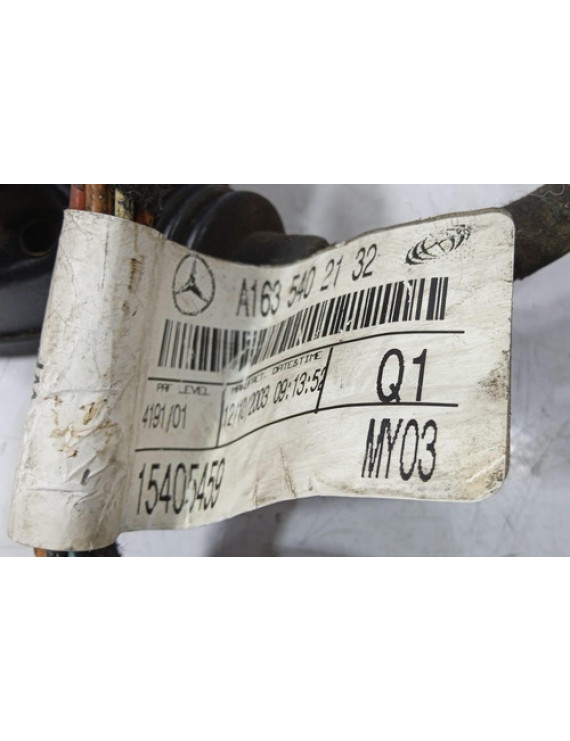 A163 540 21 32
PRF LEVEL
MANUFACT. DATE&TIME
4191/01
12/10/2003 09:13:52
Q1
15405459
MY03